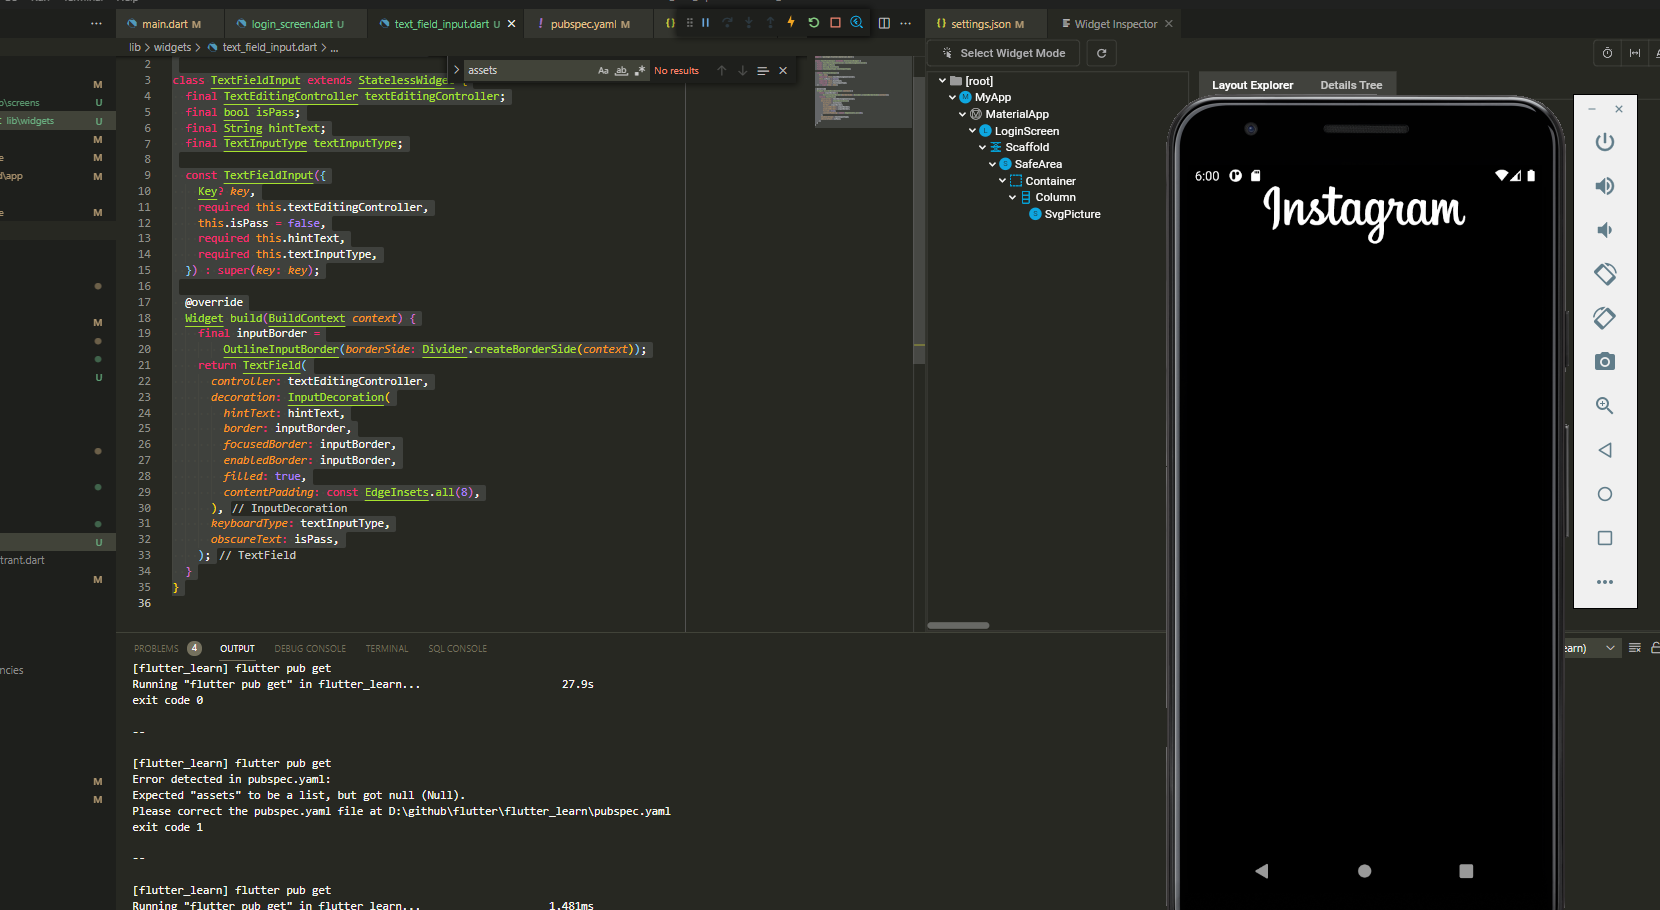 main.dart M
login_screen.dart U
text_field_input.dart U
pubspec.yaml M
settings.json M
Widget Inspector
lib > widgets > text_field_input.dart > ...
Select Widget Mode
assets
Aa
ab
No results
M
b\screens U
lib\widgets U
M
e M
d\app M
e M
M
U
U
trant.dart
M
ncies
M
M
2
3 class TextFieldInput extends StatelessWidget {
4 final TextEditingController textEditingController;
5 final bool isPass;
6 final String hintText;
7 final TextInputType textInputType;
8
9 const TextFieldInput({
10 Key? key,
11 required this.textEditingController,
12 this.isPass = false,
13 required this.hintText,
14 required this.textInputType,
15 }) : super(key: key);
16
17 @override
18 Widget build(BuildContext context) {
19 final inputBorder =
20 OutlineInputBorder(borderSide: Divider.createBorderSide(context));
21 return TextField(
22 controller: textEditingController,
23 decoration: InputDecoration(
24 hintText: hintText,
25 border: inputBorder,
26 focusedBorder: inputBorder,
27 enabledBorder: inputBorder,
28 filled: true,
29 contentPadding: const EdgeInsets.all(8),
30 ), // InputDecoration
31 keyboardType: textInputType,
32 obscureText: isPass,
33 ); // TextField
34 }
35 }
36
[root]
MyApp
MaterialApp
LoginScreen
Scaffold
SafeArea
Container
Column
SvgPicture
Layout Explorer
Details Tree
6:00
Instagram
PROBLEMS 4 OUTPUT DEBUG CONSOLE TERMINAL SQL CONSOLE
earn)
[flutter_learn] flutter pub get
Running "flutter pub get" in flutter_learn... 27.9s
exit code 0
--
[flutter_learn] flutter pub get
Error detected in pubspec.yaml:
Expected "assets" to be a list, but got null (Null).
Please correct the pubspec.yaml file at D:\github\flutter\flutter_learn\pubspec.yaml
exit code 1
--
[flutter_learn] flutter pub get
Running "flutter pub get" in flutter_learn... 1,481ms